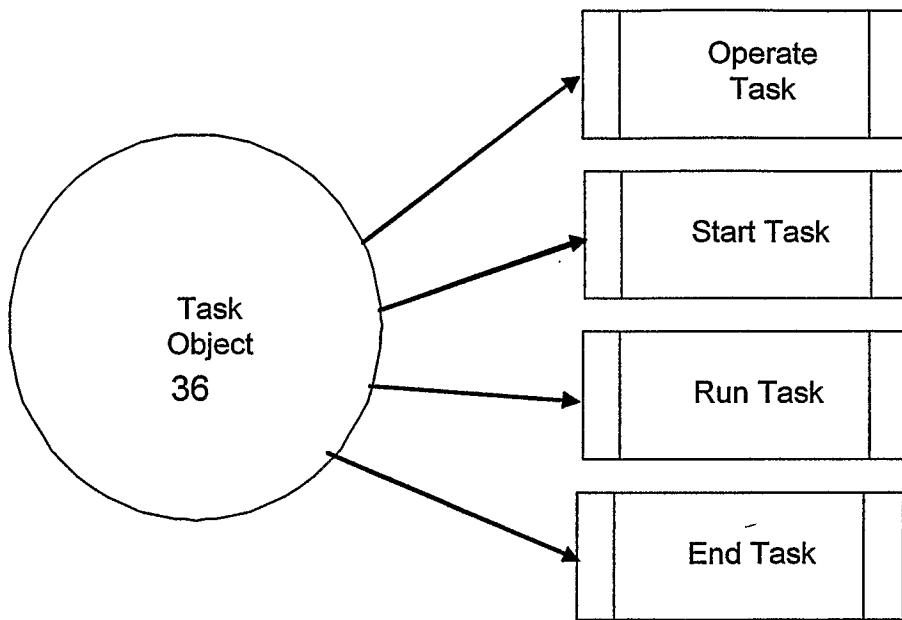 Operate
Task
Start Task
Task
Object
36
Run Task
End Task